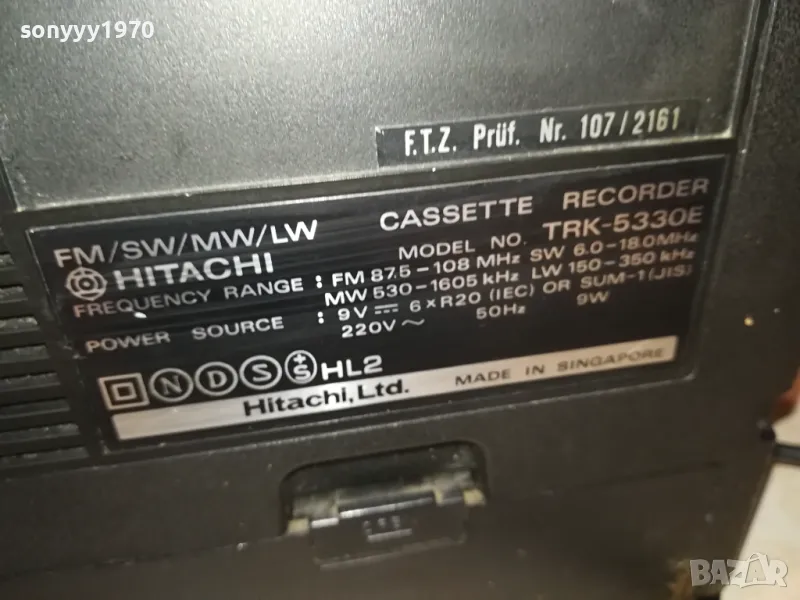 sonyyy1970
F.T.Z. Prüf. Nr. 107/2161
FM/SW/MW/LW CASSETTE RECORDER
HITACHI MODEL NO. TRK-5330E
FREQUENCY RANGE : FM 87.5-108 MHz SW 6.0-18.0MHz
MW 530-1605 kHz LW 150-350 kHz
POWER SOURCE : 9V 6×R20 (IEC) OR SUM-1(JIS)
220V~ 50Hz 9W
N D S S HL2
Hitachi, Ltd. MADE IN SINGAPORE
BAZAR